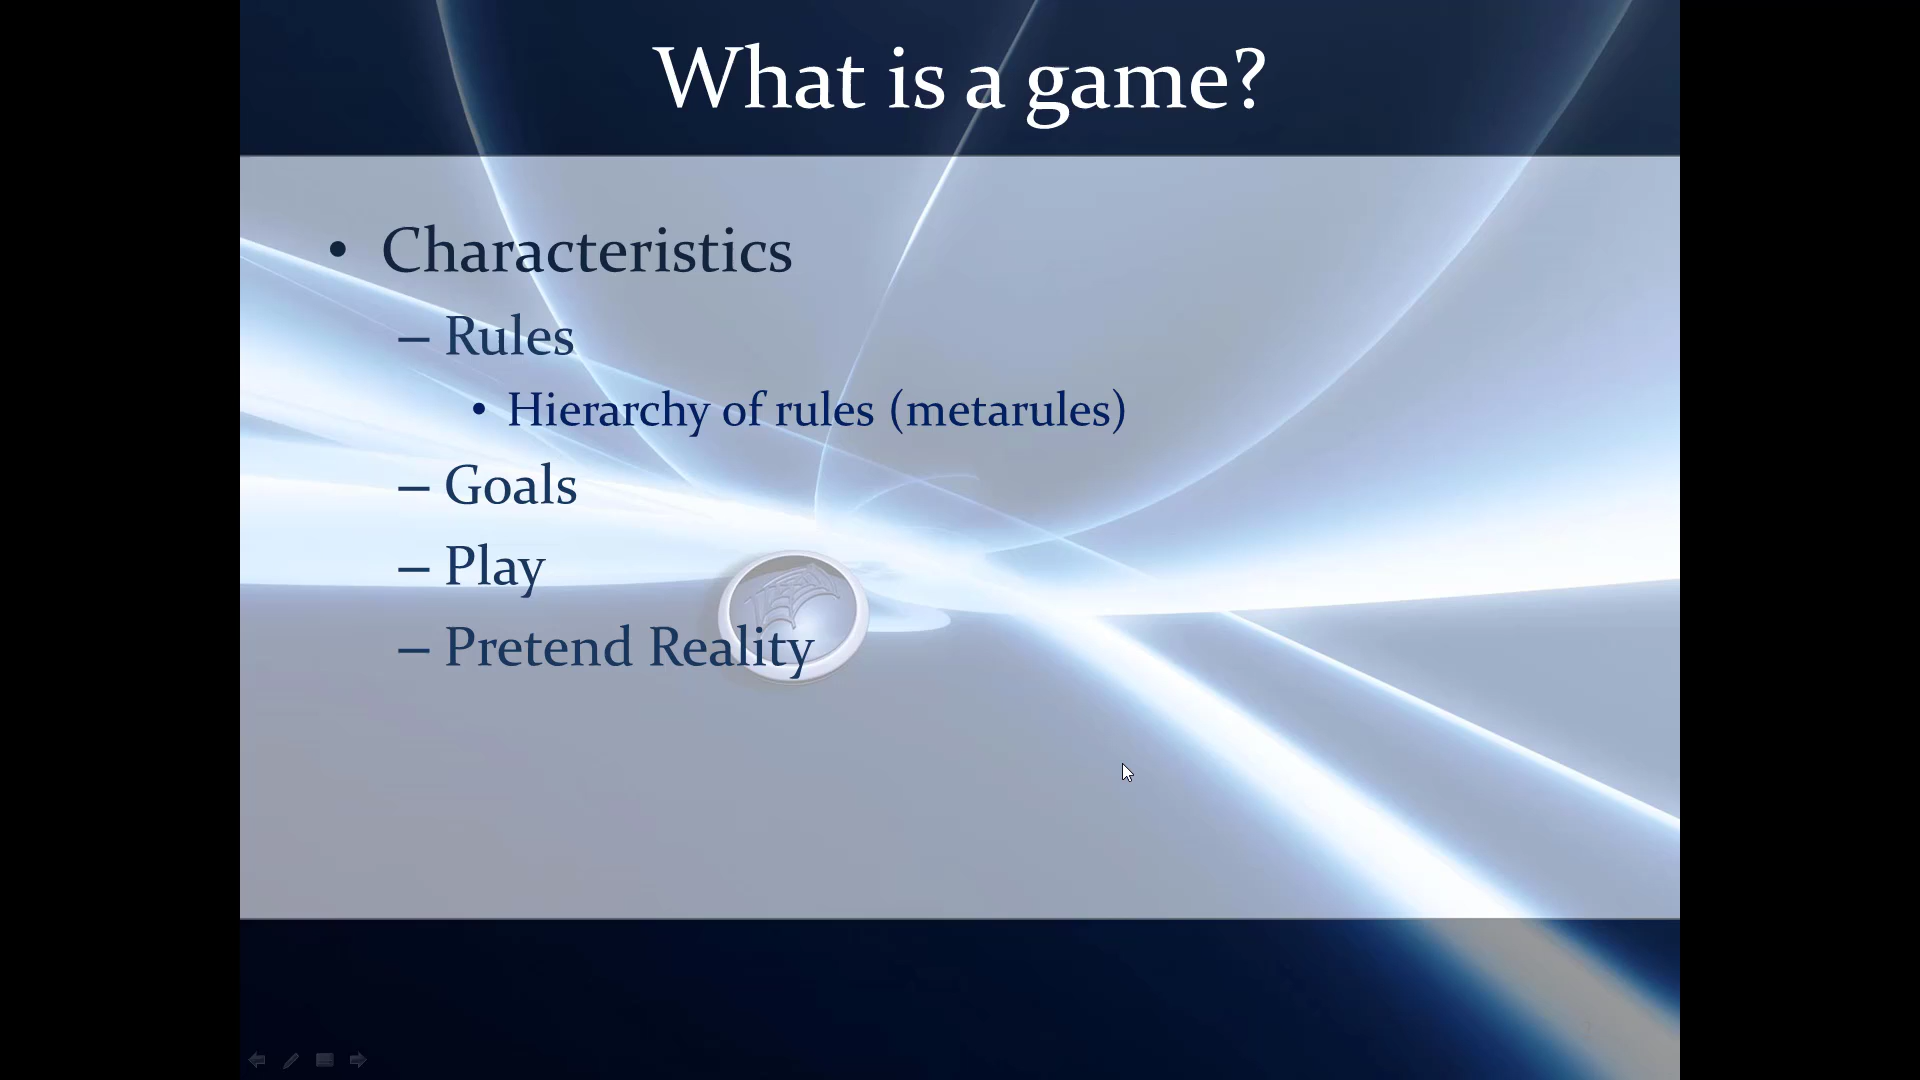 What is a game?
• Characteristics
– Rules
• Hierarchy of rules (metarules)
– Goals
– Play
– Pretend Reality